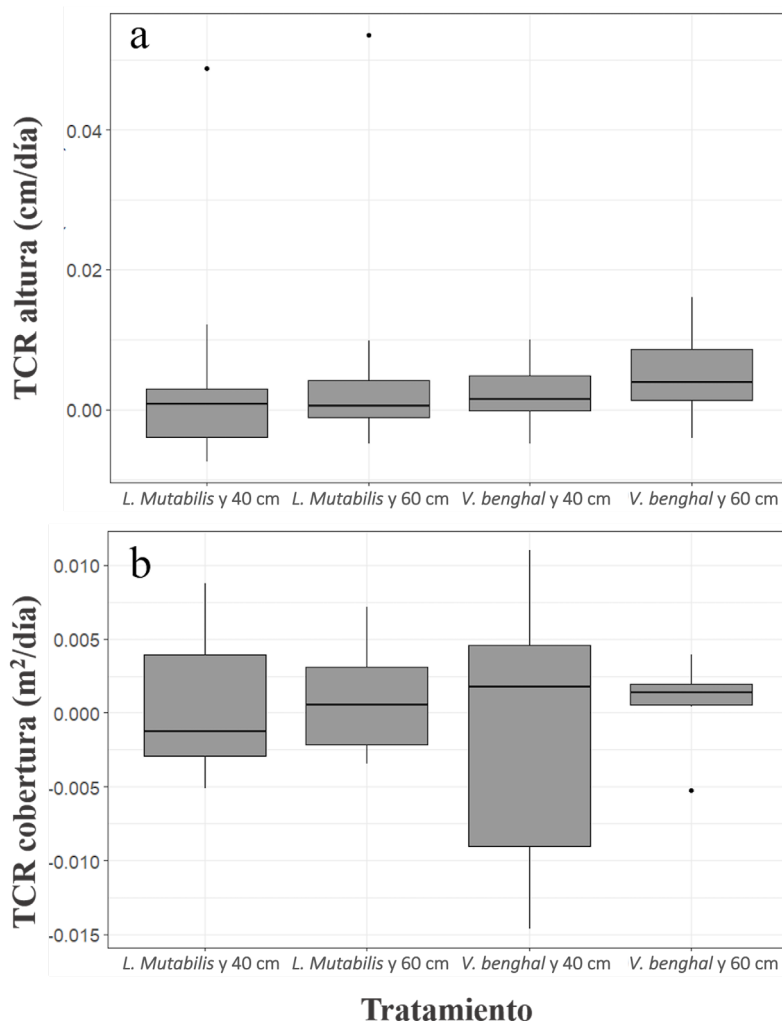 a
TCR altura (cm/día)
0.04
0.02
0.00
L. Mutabilis y 40 cm
L. Mutabilis y 60 cm
V. benghal y 40 cm
V. benghal y 60 cm
b
TCR cobertura (m²/día)
0.010
0.005
0.000
-0.005
-0.010
-0.015
L. Mutabilis y 40 cm
L. Mutabilis y 60 cm
V. benghal y 40 cm
V. benghal y 60 cm
Tratamiento